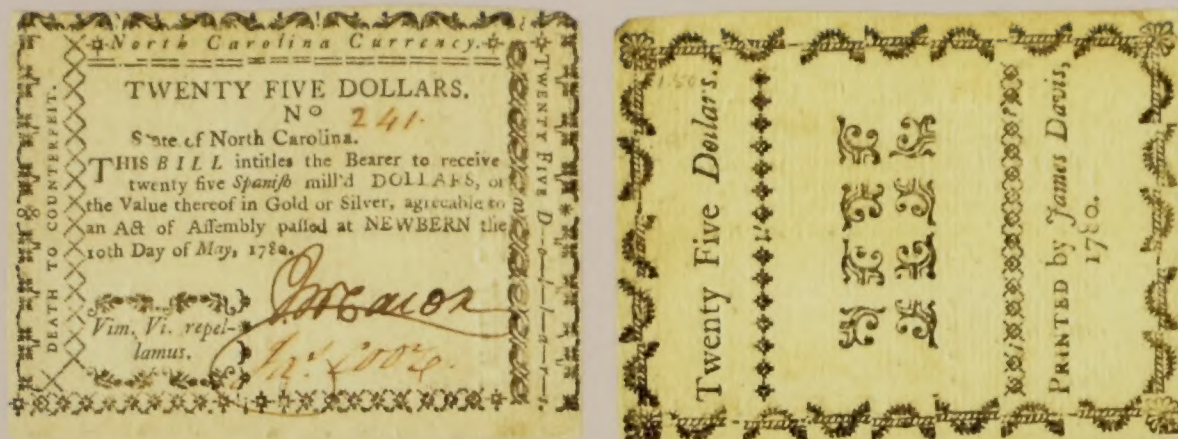 North Carolina Currency.
TWENTY FIVE DOLLARS.
No 241.
State of North Carolina.
THIS BILL intitles the Bearer to receive
twenty five Spanish mill'd DOLLARS, or
the Value thereof in Gold or Silver, agreeable to
an Act of Assembly passed at NEWBERN the
10th Day of May, 1780.
Vim. Vi. repel-
lamus.
DEATH TO COUNTERFEIT.
TWENTY FIVE D-o-l-l-a-r-s.
Twenty Five Dollars.
PRINTED by James Davis,
1780.